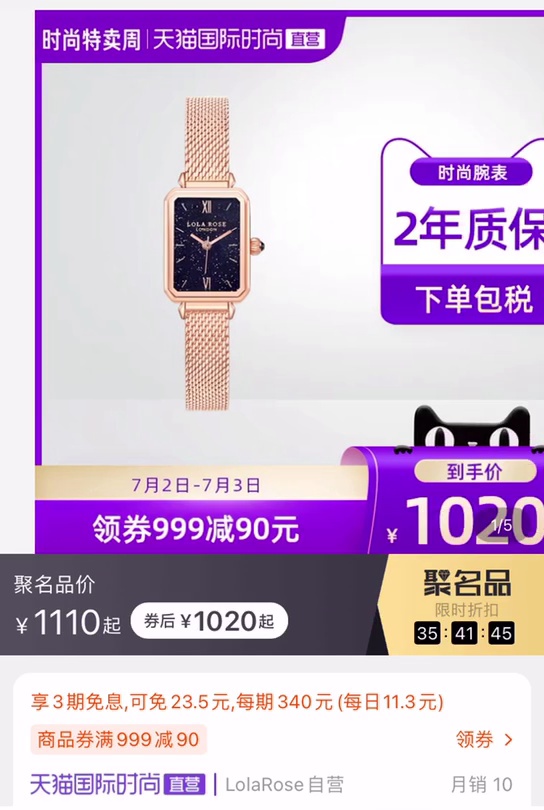 时尚特卖周|天猫国际时尚 直营
XII
LOLA ROSE
LONDON
VI
时尚腕表
2年质保
下单包税
7月2日-7月3日
到手价
领券999减90元
¥1020
1/5
聚名品价
¥1110起 券后¥1020起
聚名品
限时折扣
35:41:45
享3期免息,可免23.5元,每期340元(每日11.3元)
商品券满999减90
领券 >
天猫国际时尚 直营|LolaRose自营
月销 10